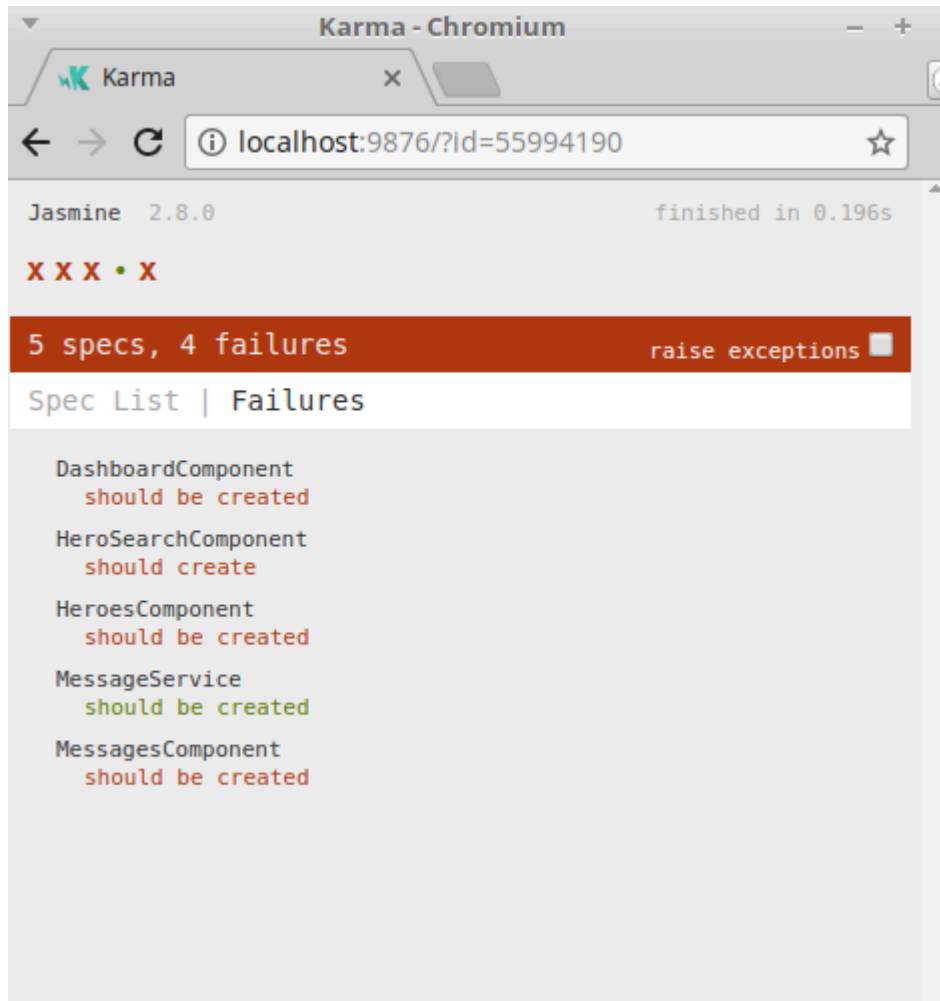 Karma - Chromium
Karma
localhost:9876/?id=55994190
Jasmine 2.8.0 finished in 0.196s
x x x • x
5 specs, 4 failures raise exceptions
Spec List | Failures
DashboardComponent
should be created
HeroSearchComponent
should create
HeroesComponent
should be created
MessageService
should be created
MessagesComponent
should be created